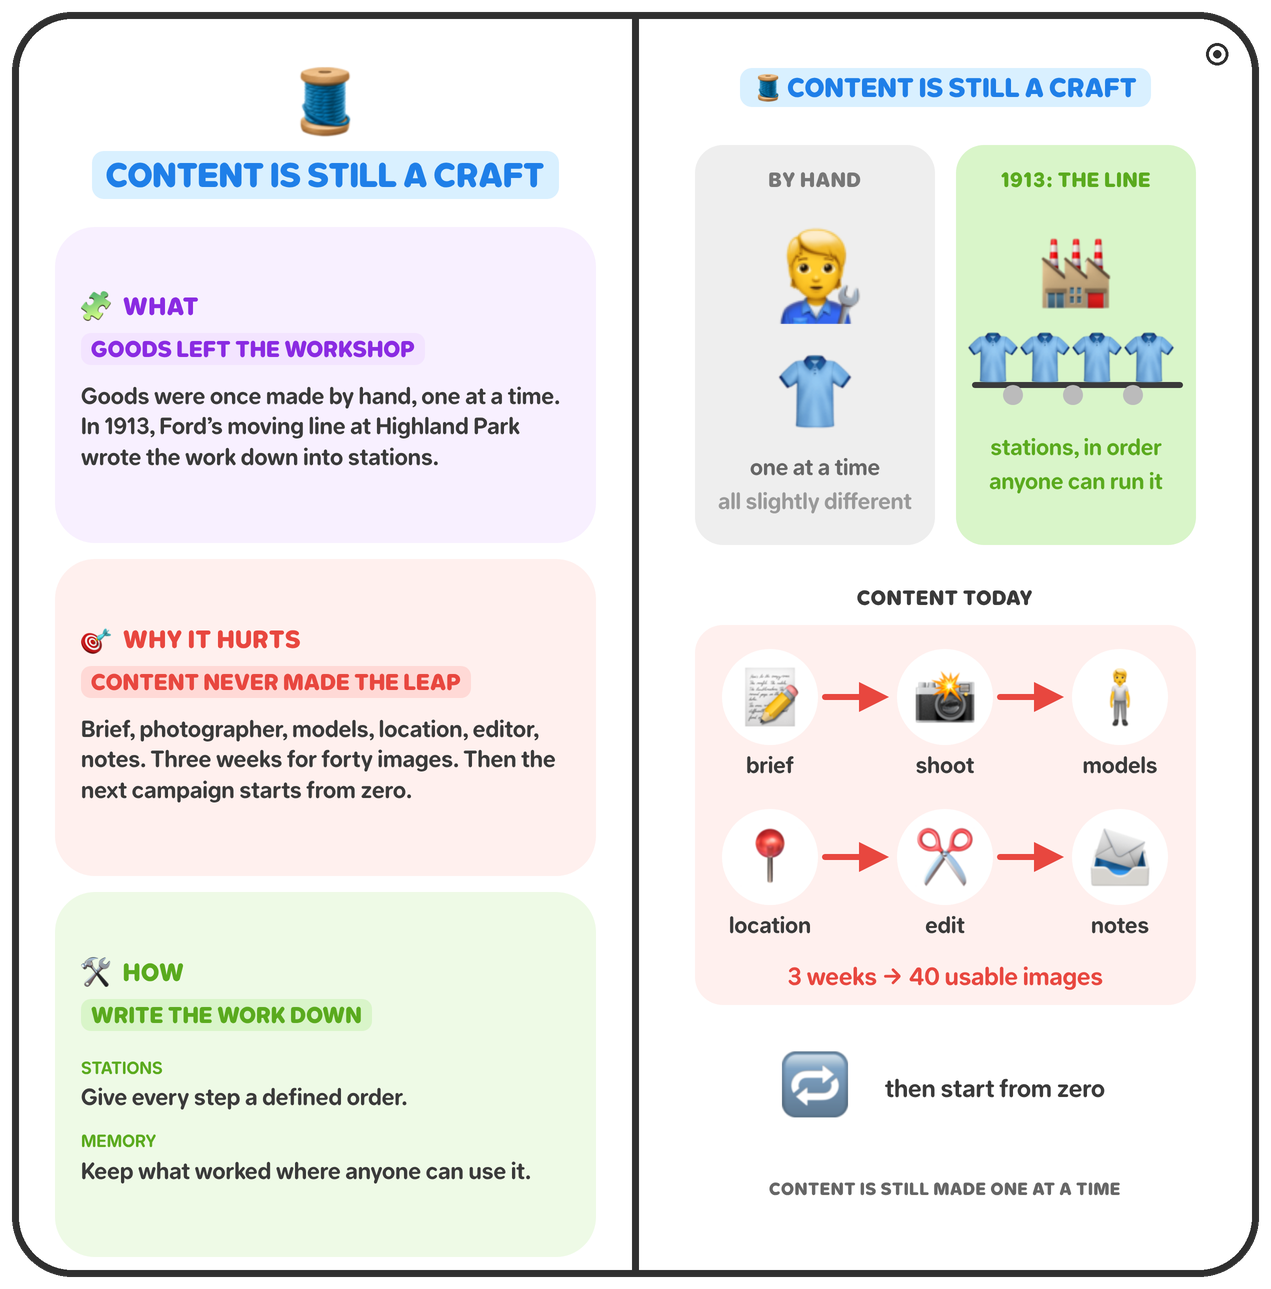 CONTENT IS STILL A CRAFT
WHAT
GOODS LEFT THE WORKSHOP
Goods were once made by hand, one at a time.
In 1913, Ford’s moving line at Highland Park
wrote the work down into stations.
WHY IT HURTS
CONTENT NEVER MADE THE LEAP
Brief, photographer, models, location, editor,
notes. Three weeks for forty images. Then the
next campaign starts from zero.
HOW
WRITE THE WORK DOWN
STATIONS
Give every step a defined order.
MEMORY
Keep what worked where anyone can use it.
CONTENT IS STILL A CRAFT
BY HAND
one at a time
all slightly different
1913: THE LINE
stations, in order
anyone can run it
CONTENT TODAY
brief
shoot
models
location
edit
notes
3 weeks → 40 usable images
then start from zero
CONTENT IS STILL MADE ONE AT A TIME